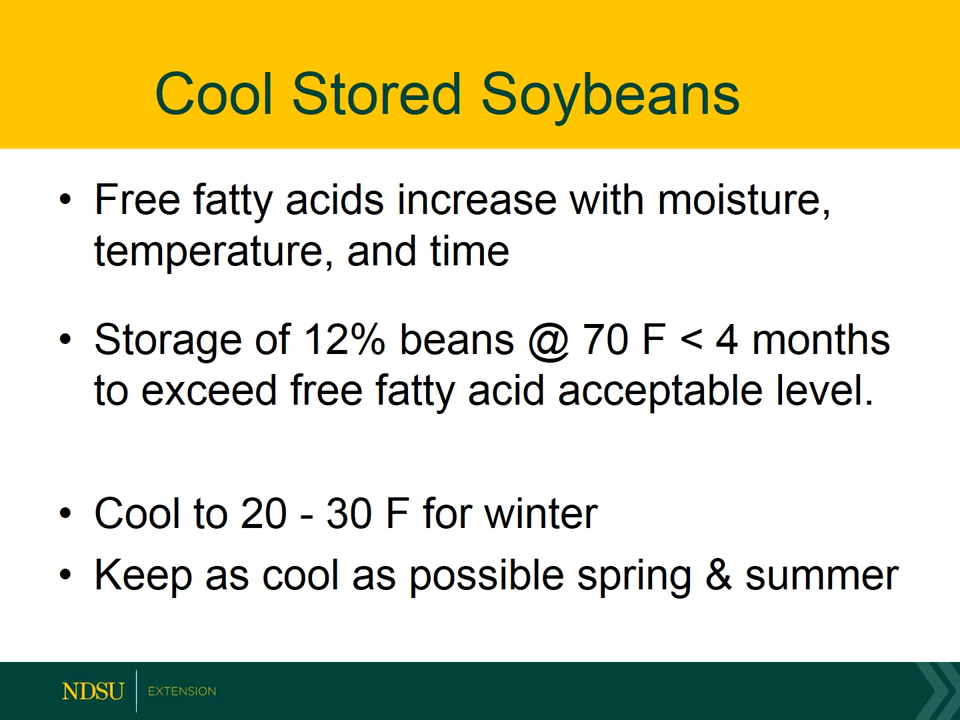 Cool Stored Soybeans
• Free fatty acids increase with moisture,
temperature, and time
• Storage of 12% beans @ 70 F < 4 months
to exceed free fatty acid acceptable level.
• Cool to 20 - 30 F for winter
• Keep as cool as possible spring & summer
NDSU EXTENSION